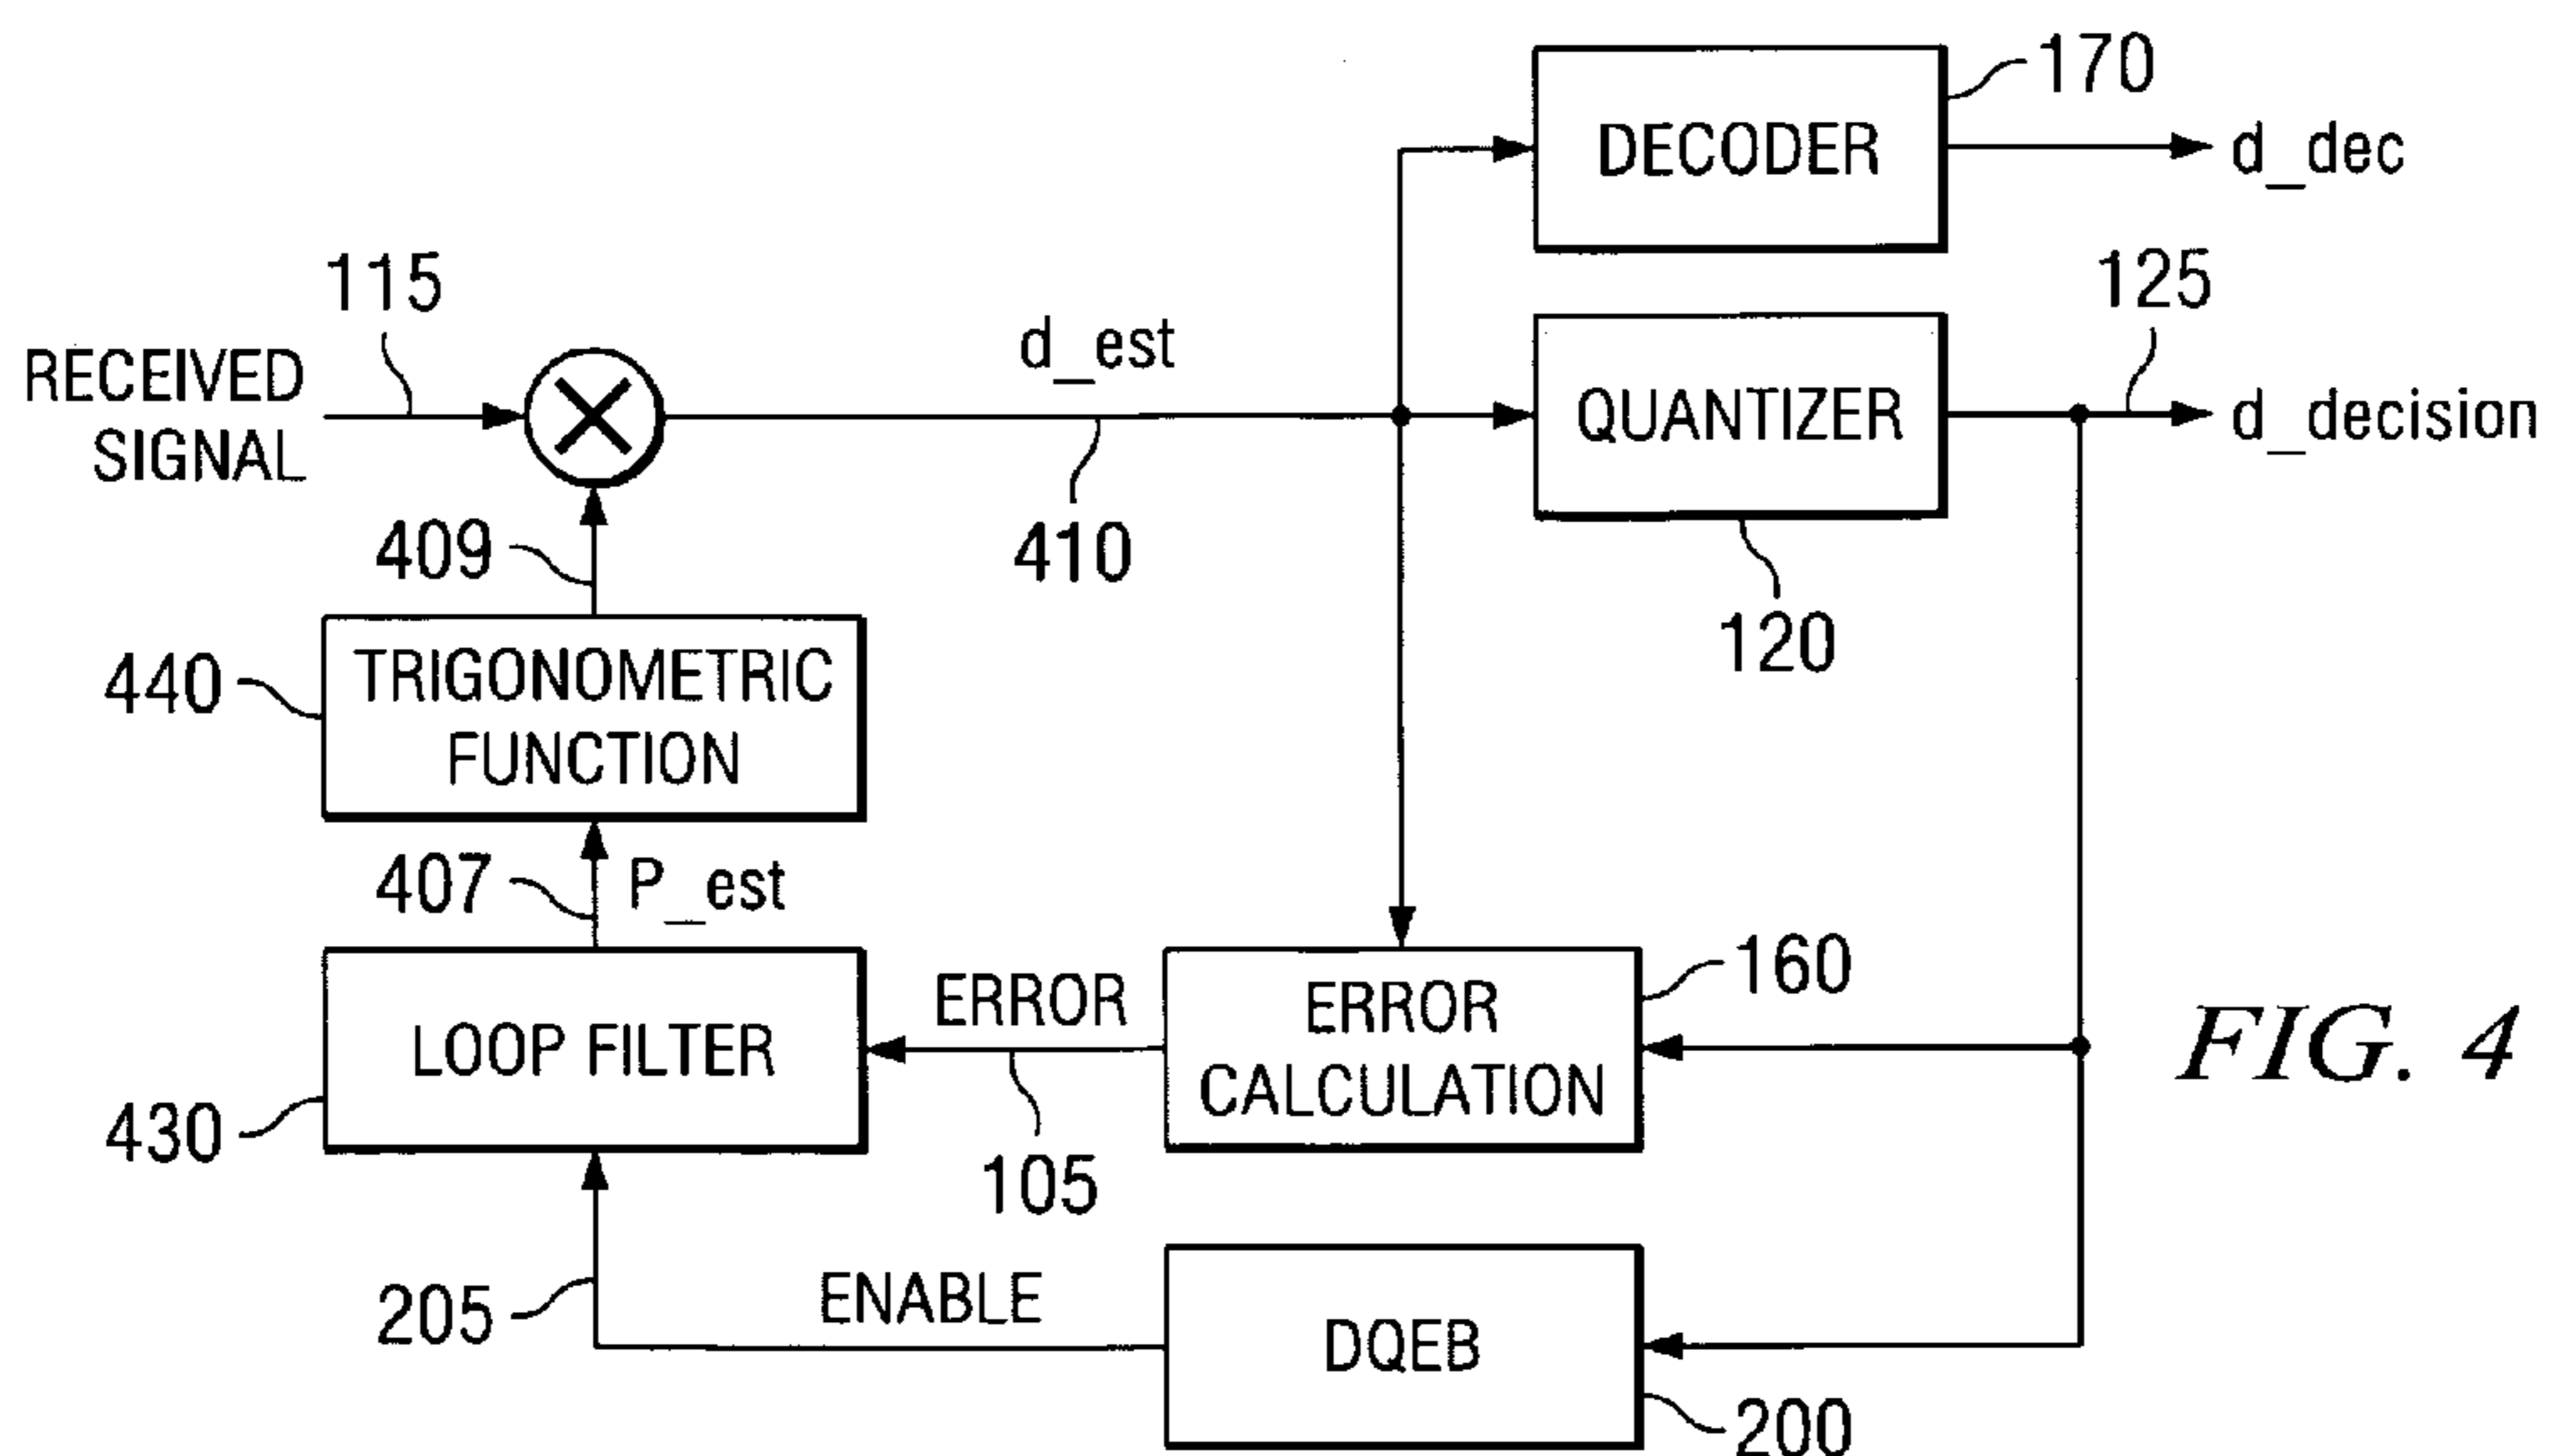 170
DECODER
d_dec
115
125
RECEIVED
SIGNAL
d_est
QUANTIZER
d_decision
409
410
120
440
TRIGONOMETRIC
FUNCTION
407
P_est
160
LOOP FILTER
ERROR
ERROR
CALCULATION
FIG. 4
430
105
205
ENABLE
DQEB
200